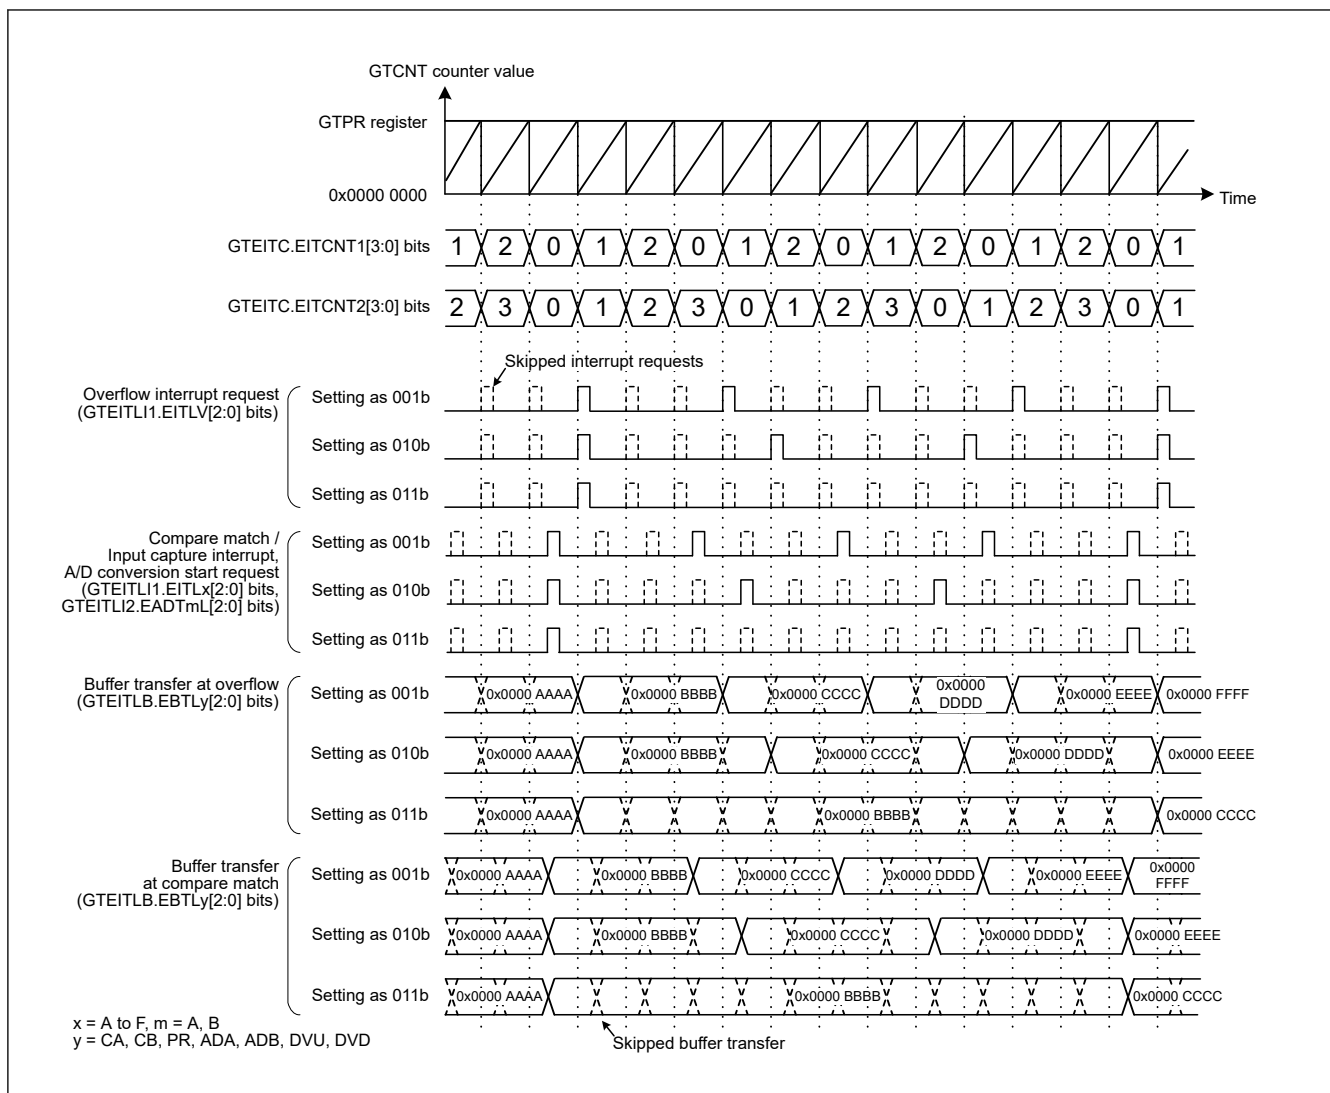 GTCNT counter value
GTPR register
0x0000 0000
Time
GTEITC.EITCNT1[3:0] bits 1 2 0 1 2 0 1 2 0 1 2 0 1 2 0 1
GTEITC.EITCNT2[3:0] bits 2 3 0 1 2 3 0 1 2 3 0 1 2 3 0 1
Skipped interrupt requests
Overflow interrupt request
(GTEITLI1.EITLV[2:0] bits)
Setting as 001b
Setting as 010b
Setting as 011b
Compare match /
Input capture interrupt,
A/D conversion start request
(GTEITLI1.EITLx[2:0] bits,
GTEITLI2.EADTmL[2:0] bits)
Setting as 001b
Setting as 010b
Setting as 011b
Buffer transfer at overflow
(GTEITLB.EBTLy[2:0] bits)
Setting as 001b 0x0000 AAAA 0x0000 BBBB 0x0000 CCCC 0x0000 DDDD 0x0000 EEEE 0x0000 FFFF
Setting as 010b 0x0000 AAAA 0x0000 BBBB 0x0000 CCCC 0x0000 DDDD 0x0000 EEEE
Setting as 011b 0x0000 AAAA 0x0000 BBBB 0x0000 CCCC
Buffer transfer
at compare match
(GTEITLB.EBTLy[2:0] bits)
Setting as 001b 0x0000 AAAA 0x0000 BBBB 0x0000 CCCC 0x0000 DDDD 0x0000 EEEE 0x0000 FFFF
Setting as 010b 0x0000 AAAA 0x0000 BBBB 0x0000 CCCC 0x0000 DDDD 0x0000 EEEE
Setting as 011b 0x0000 AAAA 0x0000 BBBB 0x0000 CCCC
x = A to F, m = A, B
y = CA, CB, PR, ADA, ADB, DVU, DVD
Skipped buffer transfer